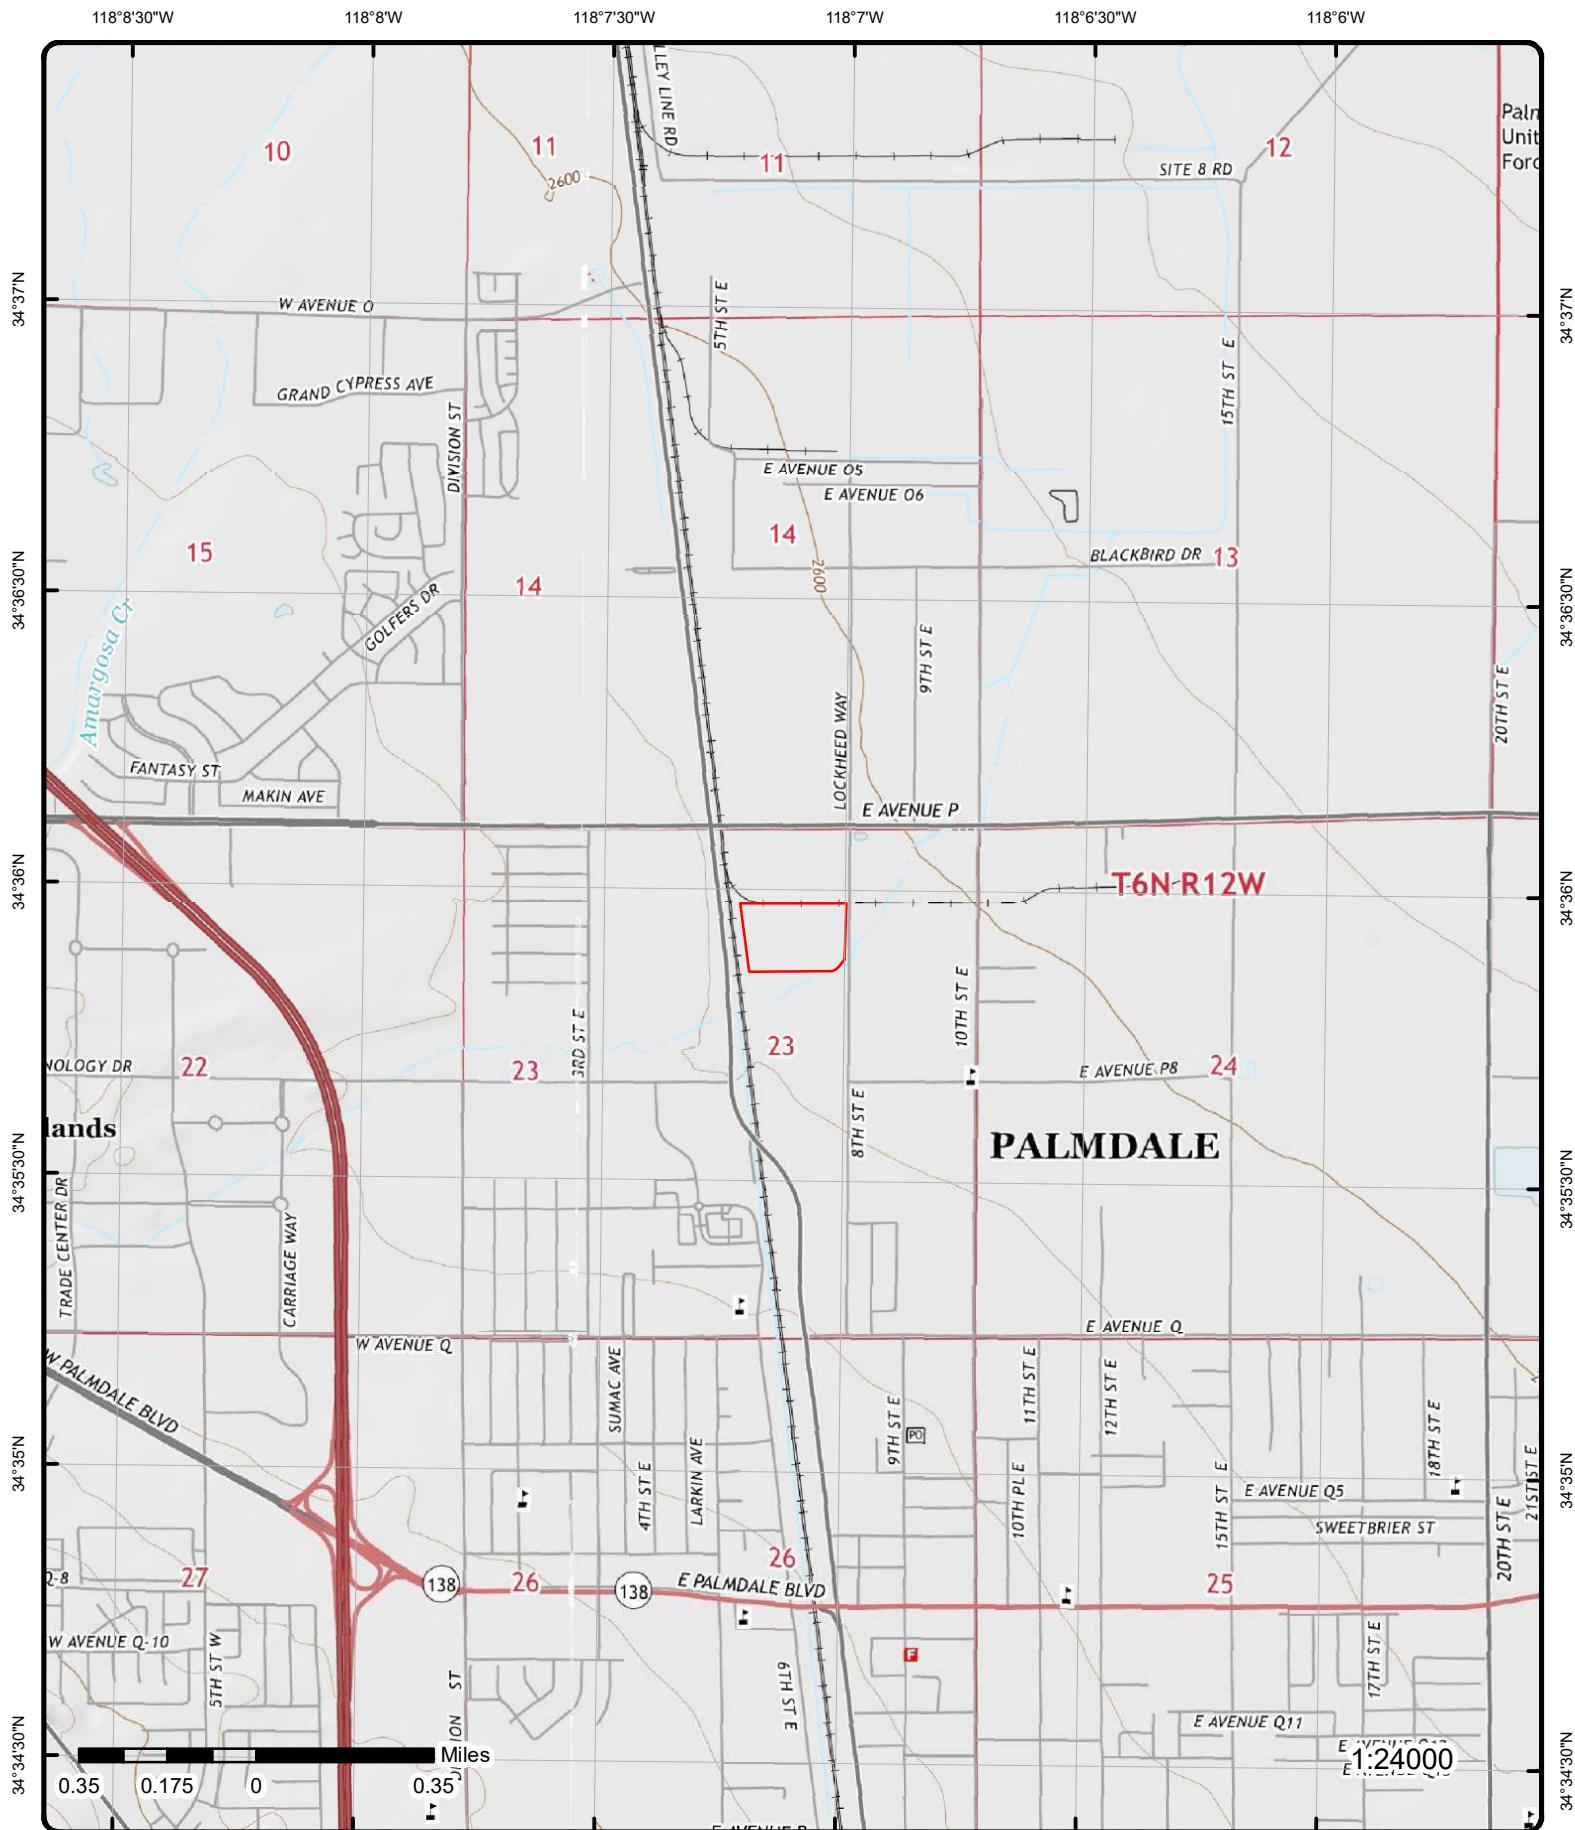 118°8'30"W 118°8'W 118°7'30"W 118°7'W 118°6'30"W 118°6'W
LLEY LINE RD
Paln
Unit
Forc
10
11
11
12
SITE 8 RD
2600
34°37'N
34°37'N
W AVENUE O
5TH ST E
15TH ST E
GRAND CYPRESS AVE
DIVISION ST
E AVENUE O5
E AVENUE O6
15
14
14
BLACKBIRD DR
13
2600
34°36'30"N
34°36'30"N
Amargosa Cr
GOLFERS DR
9TH ST E
LOCKHEED WAY
20TH ST E
FANTASY ST
MAKIN AVE
E AVENUE P
34°36'N
34°36'N
T6N R12W
10TH ST E
3RD ST E
23
NOLOGY DR
22
23
E AVENUE P8
24
lands
8TH ST E
PALMDALE
34°35'30"N
34°35'30"N
TRADE CENTER DR
CARRIAGE WAY
E AVENUE Q
W AVENUE Q
W PALMDALE BLVD
SUMAC AVE
11TH ST E
12TH ST E
9TH ST E
PO
18TH ST E
34°35'N
34°35'N
4TH ST E
LARKIN AVE
10TH PL E
15TH ST E
E AVENUE Q5
21ST ST E
SWEETBRIER ST
20TH ST E
Q-8
27
138
26
138
26
E PALMDALE BLVD
25
W AVENUE Q-10
5TH ST W
F
6TH ST E
17TH ST E
DIVISION ST
E AVENUE Q11
34°34'30"N
34°34'30"N
Miles
0.35 0.175 0 0.35
1:24000
E AVENUE R